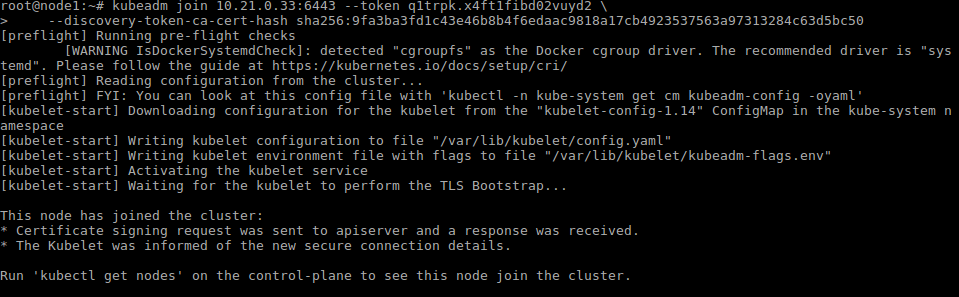 root@node1:~# kubeadm join 10.21.0.33:6443 --token q1trpk.x4ft1fibd02vuyd2 \
>     --discovery-token-ca-cert-hash sha256:9fa3ba3fd1c43e46b8b4f6edaac9818a17cb4923537563a97313284c63d5bc50
[preflight] Running pre-flight checks
        [WARNING IsDockerSystemdCheck]: detected "cgroupfs" as the Docker cgroup driver. The recommended driver is "sys
temd". Please follow the guide at https://kubernetes.io/docs/setup/cri/
[preflight] Reading configuration from the cluster...
[preflight] FYI: You can look at this config file with 'kubectl -n kube-system get cm kubeadm-config -oyaml'
[kubelet-start] Downloading configuration for the kubelet from the "kubelet-config-1.14" ConfigMap in the kube-system n
amespace
[kubelet-start] Writing kubelet configuration to file "/var/lib/kubelet/config.yaml"
[kubelet-start] Writing kubelet environment file with flags to file "/var/lib/kubelet/kubeadm-flags.env"
[kubelet-start] Activating the kubelet service
[kubelet-start] Waiting for the kubelet to perform the TLS Bootstrap...

This node has joined the cluster:
* Certificate signing request was sent to apiserver and a response was received.
* The Kubelet was informed of the new secure connection details.

Run 'kubectl get nodes' on the control-plane to see this node join the cluster.